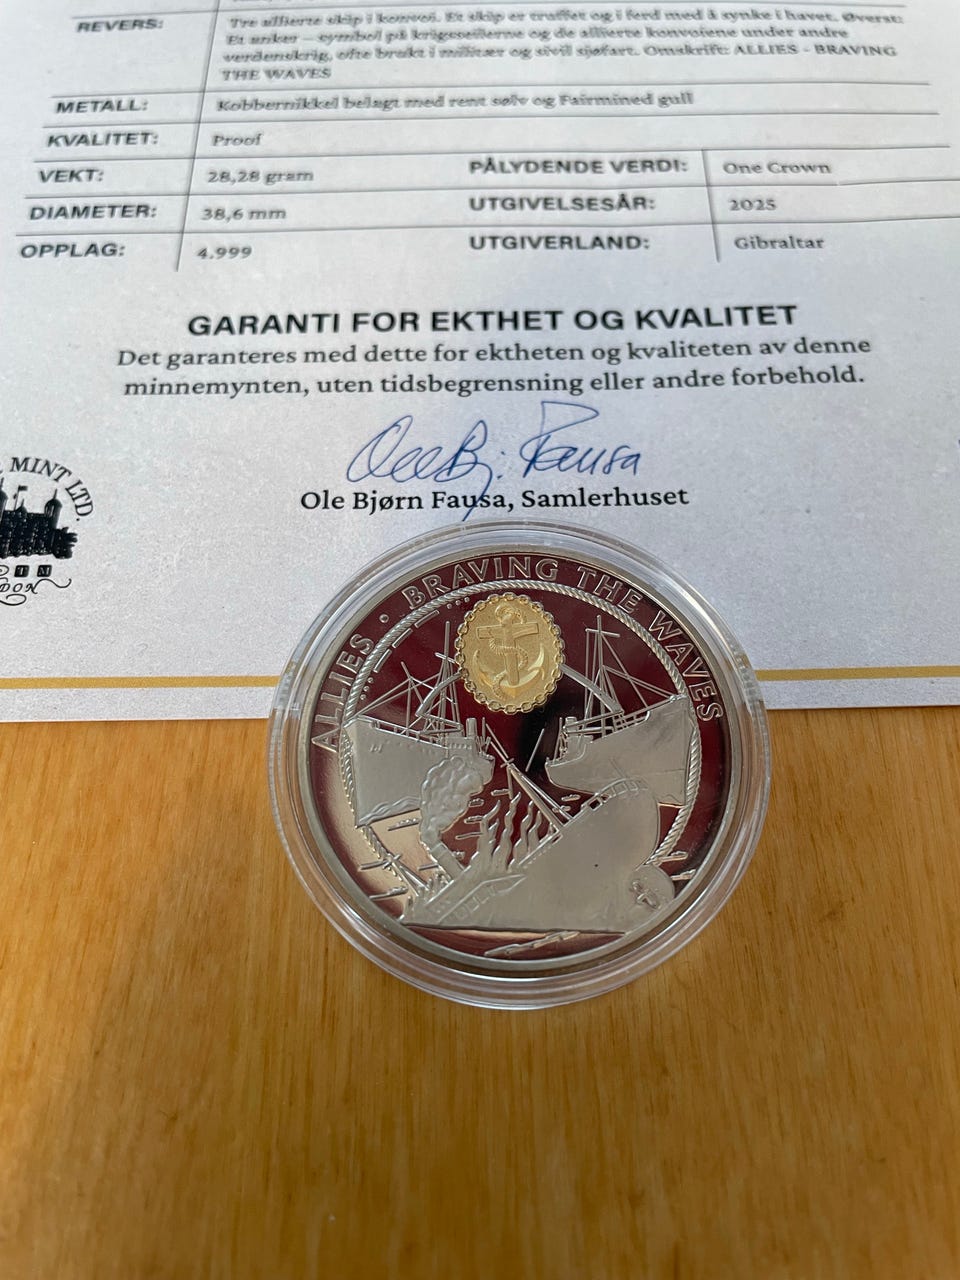 REVERS: Tre allierte skip i konvoi. Et skip er truffet og i ferd med å synke i havet. Øverst:
Et anker – symbol på krigsseilerne og de allierte konvoiene under andre
verdenskrig, ofte brukt i militær og sivil sjøfart. Omskrift: ALLIES - BRAVING
THE WAVES
METALL: Kobbernikkel belagt med rent sølv og Fairmined gull
KVALITET: Proof
VEKT: 28,28 gram PÅLYDENDE VERDI: One Crown
DIAMETER: 38,6 mm UTGIVELSESÅR: 2025
OPPLAG: 4.999 UTGIVERLAND: Gibraltar
GARANTI FOR EKTHET OG KVALITET
Det garanteres med dette for ektheten og kvaliteten av denne
minnemynten, uten tidsbegrensning eller andre forbehold.
Ole Bj. Fausa
Ole Bjørn Fausa, Samlerhuset
MINT LTD.
ALLIES • BRAVING THE WAVES